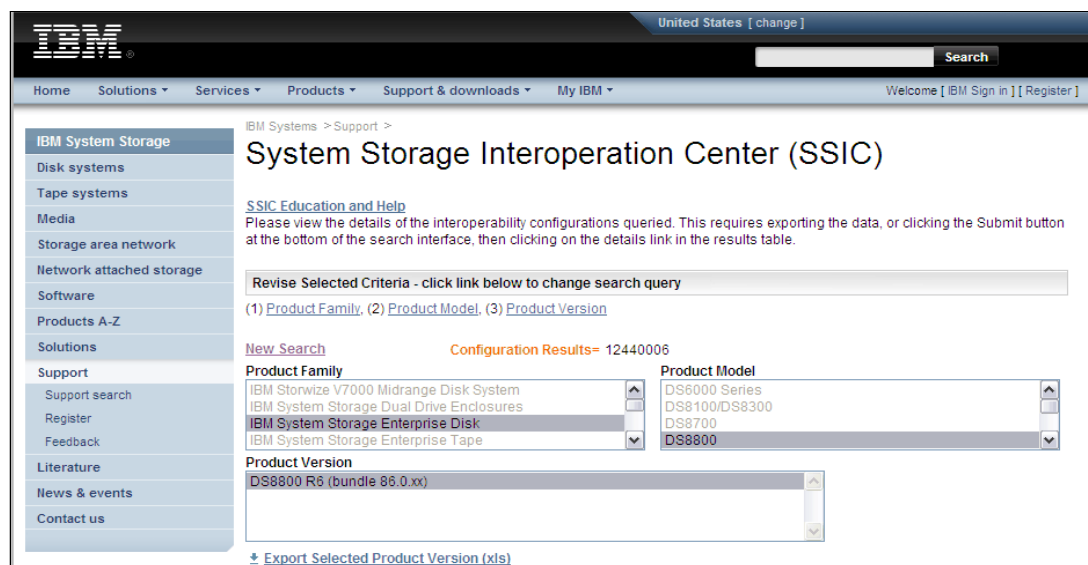 United States [ change ]
IBM ®
Search
Home Solutions Services Products Support & downloads My IBM Welcome [ IBM Sign in ] [ Register ]
IBM Systems > Support >
System Storage Interoperation Center (SSIC)
IBM System Storage
Disk systems
Tape systems
Media
Storage area network
Network attached storage
Software
Products A-Z
Solutions
Support
Support search
Register
Feedback
Literature
News & events
Contact us
SSIC Education and Help
Please view the details of the interoperability configurations queried. This requires exporting the data, or clicking the Submit button
at the bottom of the search interface, then clicking on the details link in the results table.
Revise Selected Criteria - click link below to change search query
(1) Product Family, (2) Product Model, (3) Product Version
New Search Configuration Results= 12440006
Product Family
IBM Storwize V7000 Midrange Disk System
IBM System Storage Dual Drive Enclosures
IBM System Storage Enterprise Disk
IBM System Storage Enterprise Tape
Product Model
DS6000 Series
DS8100/DS8300
DS8700
DS8800
Product Version
DS8800 R6 (bundle 86.0.xx)
Export Selected Product Version (xls)